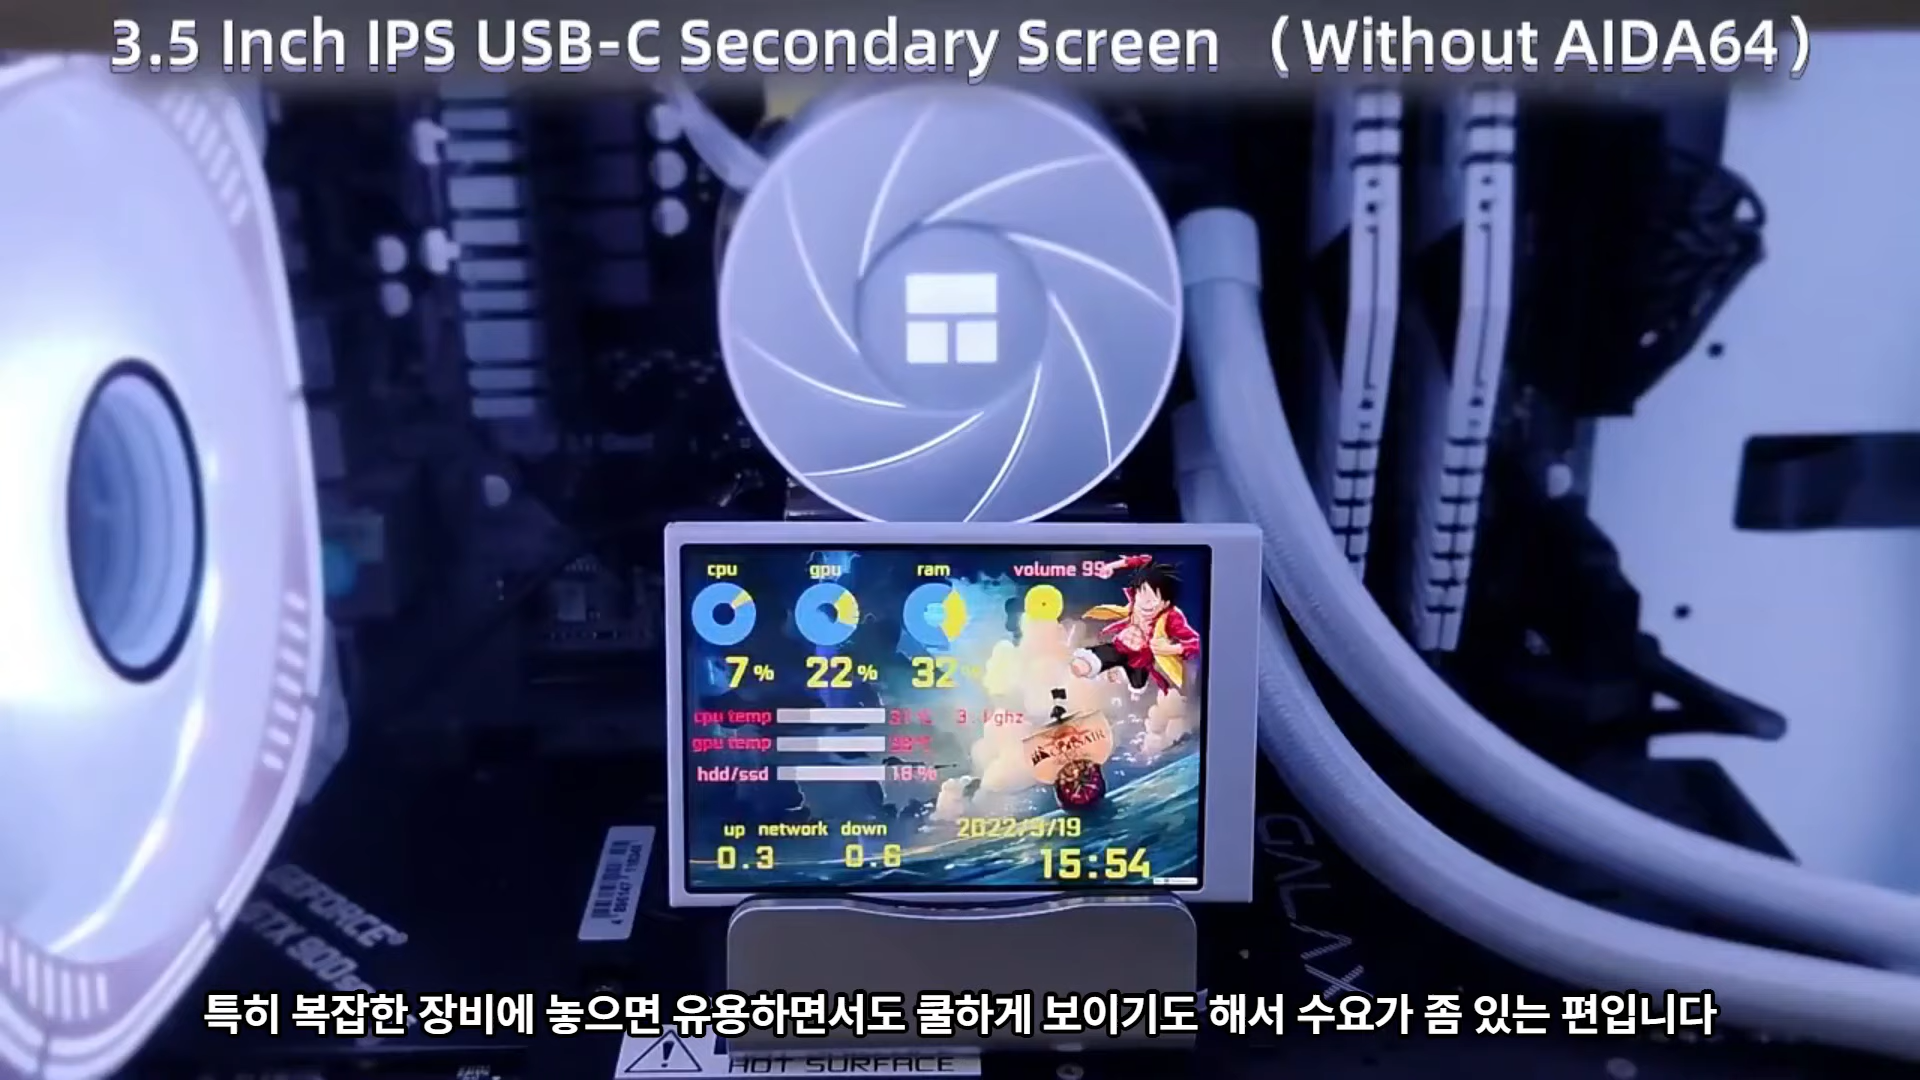 3.5 Inch IPS USB-C Secondary Screen （Without AIDA64）
cpu gpu ram volume 99
7% 22% 32%
cpu temp
gpu temp
hdd/ssd 18%
up network down 2022/9/19
0.3 0.6 15:54
GEFORCE®
GALAX
특히 복잡한 장비에 놓으면 유용하면서도 쿨하게 보이기도 해서 수요가 좀 있는 편입니다
HOT SURFACE